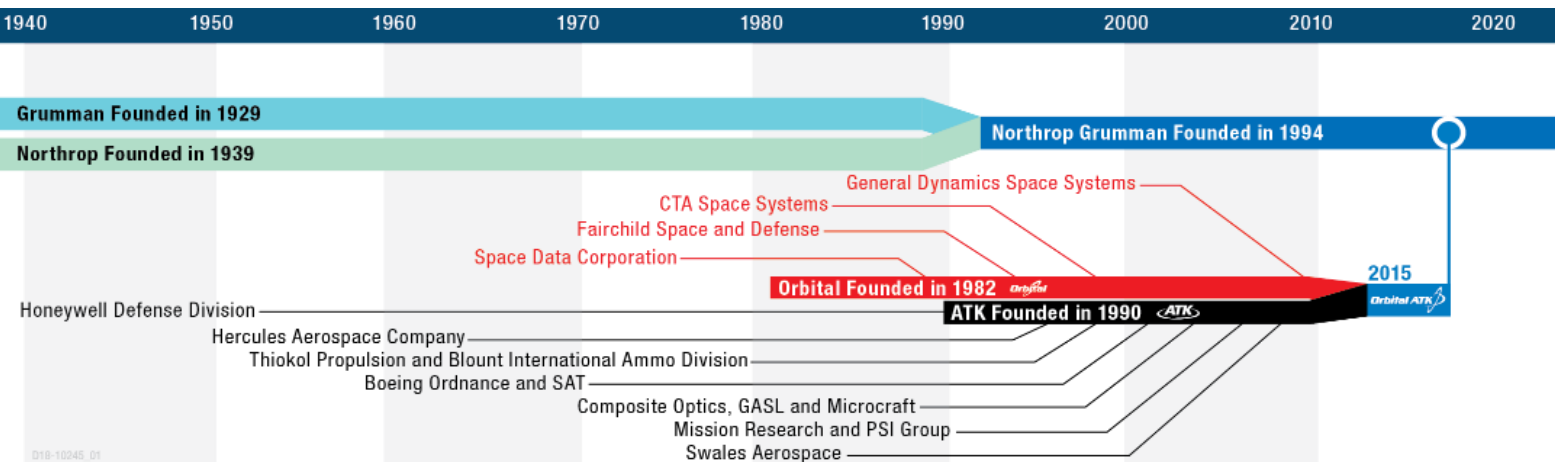 1940 1950 1960 1970 1980 1990 2000 2010 2020
Grumman Founded in 1929
Northrop Grumman Founded in 1994
Northrop Founded in 1939
General Dynamics Space Systems
CTA Space Systems
Fairchild Space and Defense
Space Data Corporation
2015
Orbital Founded in 1982 Orbital
Orbital ATK
Honeywell Defense Division
ATK Founded in 1990 ATK
Hercules Aerospace Company
Thiokol Propulsion and Blount International Ammo Division
Boeing Ordnance and SAT
Composite Optics, GASL and Microcraft
Mission Research and PSI Group
Swales Aerospace
D18-10245_01